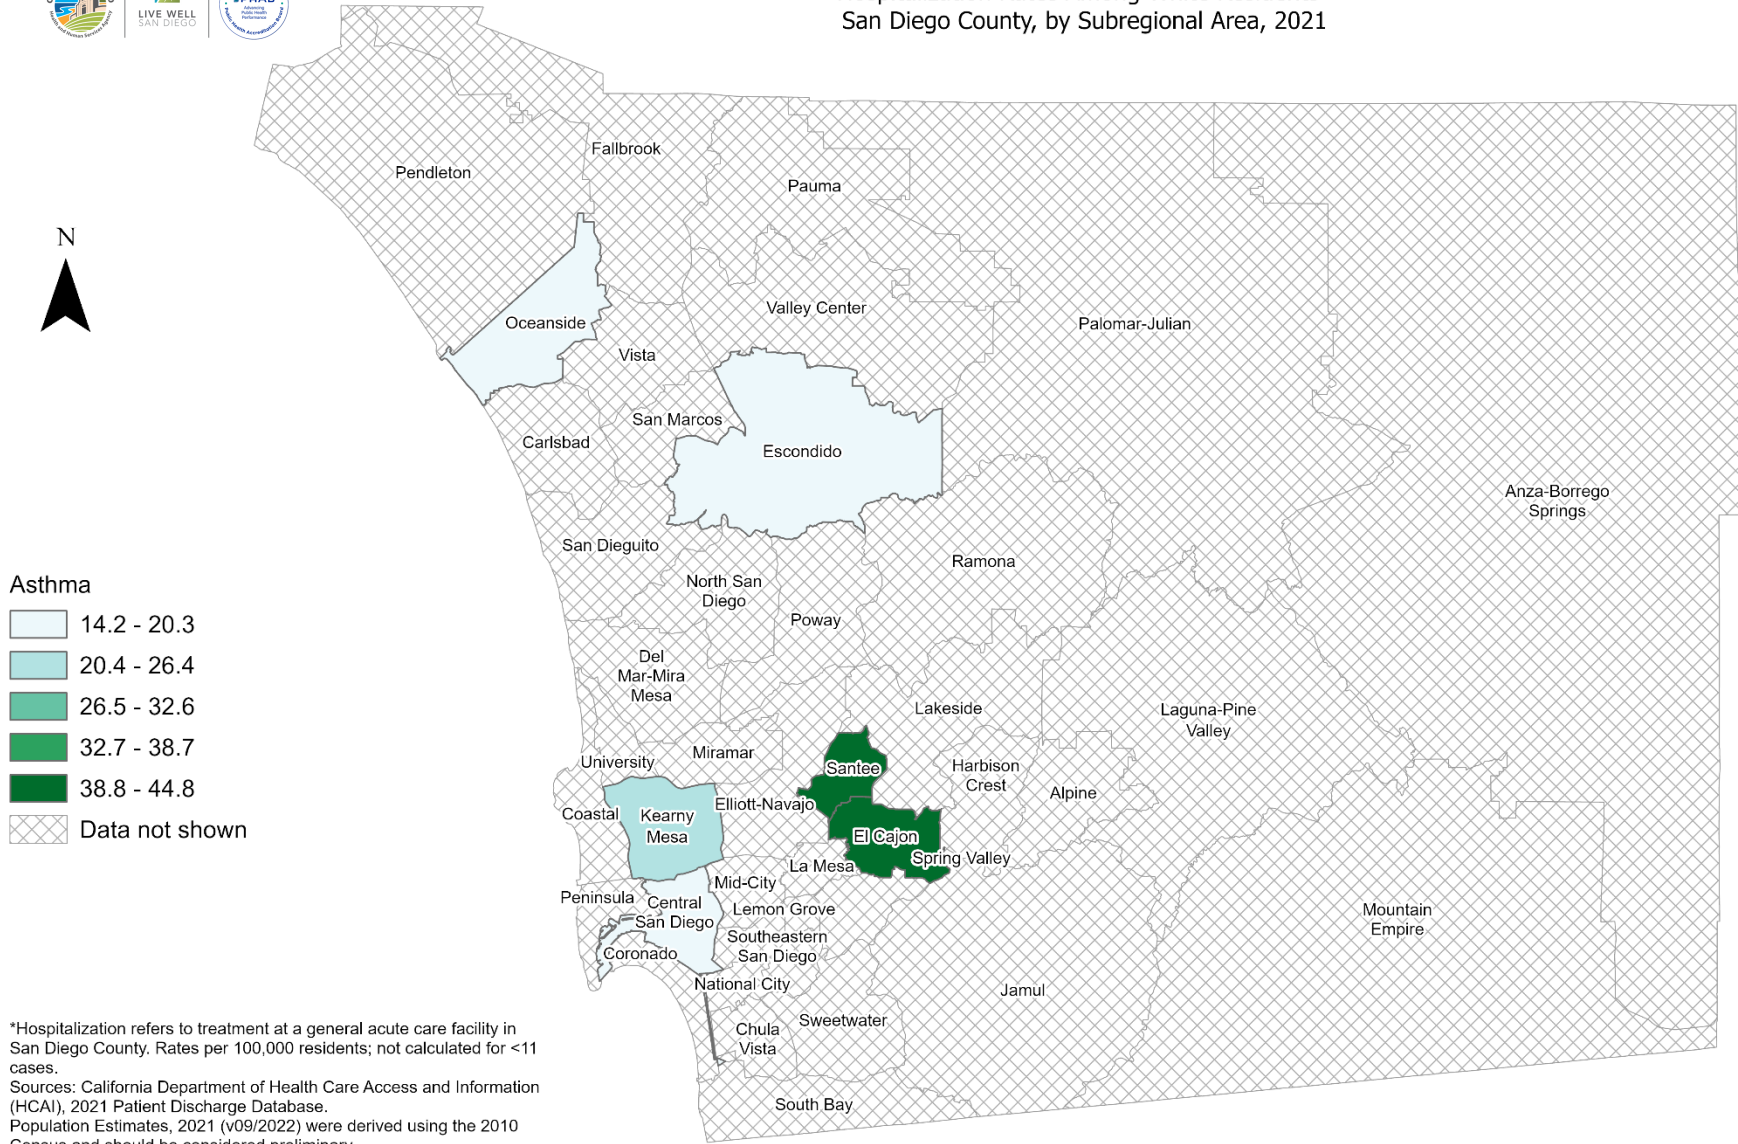 LIVE WELL
SAN DIEGO
San Diego County, by Subregional Area, 2021
Fallbrook
Pendleton
Pauma
N
Valley Center
Oceanside
Palomar-Julian
Vista
San Marcos
Carlsbad
Escondido
Anza-Borrego
Springs
San Dieguito
Ramona
North San
Diego
Poway
Del
Mar-Mira
Mesa
Lakeside
Laguna-Pine
Valley
Miramar
University
Santee
Harbison
Crest
Alpine
Elliott-Navajo
Coastal
Kearny
Mesa
El Cajon
Spring Valley
La Mesa
Mid-City
Peninsula
Central
San Diego
Lemon Grove
Mountain
Empire
Southeastern
San Diego
Coronado
National City
Jamul
Sweetwater
Chula
Vista
South Bay
Asthma
14.2 - 20.3
20.4 - 26.4
26.5 - 32.6
32.7 - 38.7
38.8 - 44.8
Data not shown
*Hospitalization refers to treatment at a general acute care facility in
San Diego County. Rates per 100,000 residents; not calculated for <11
cases.
Sources: California Department of Health Care Access and Information
(HCAI), 2021 Patient Discharge Database.
Population Estimates, 2021 (v09/2022) were derived using the 2010
Census and should be considered preliminary.